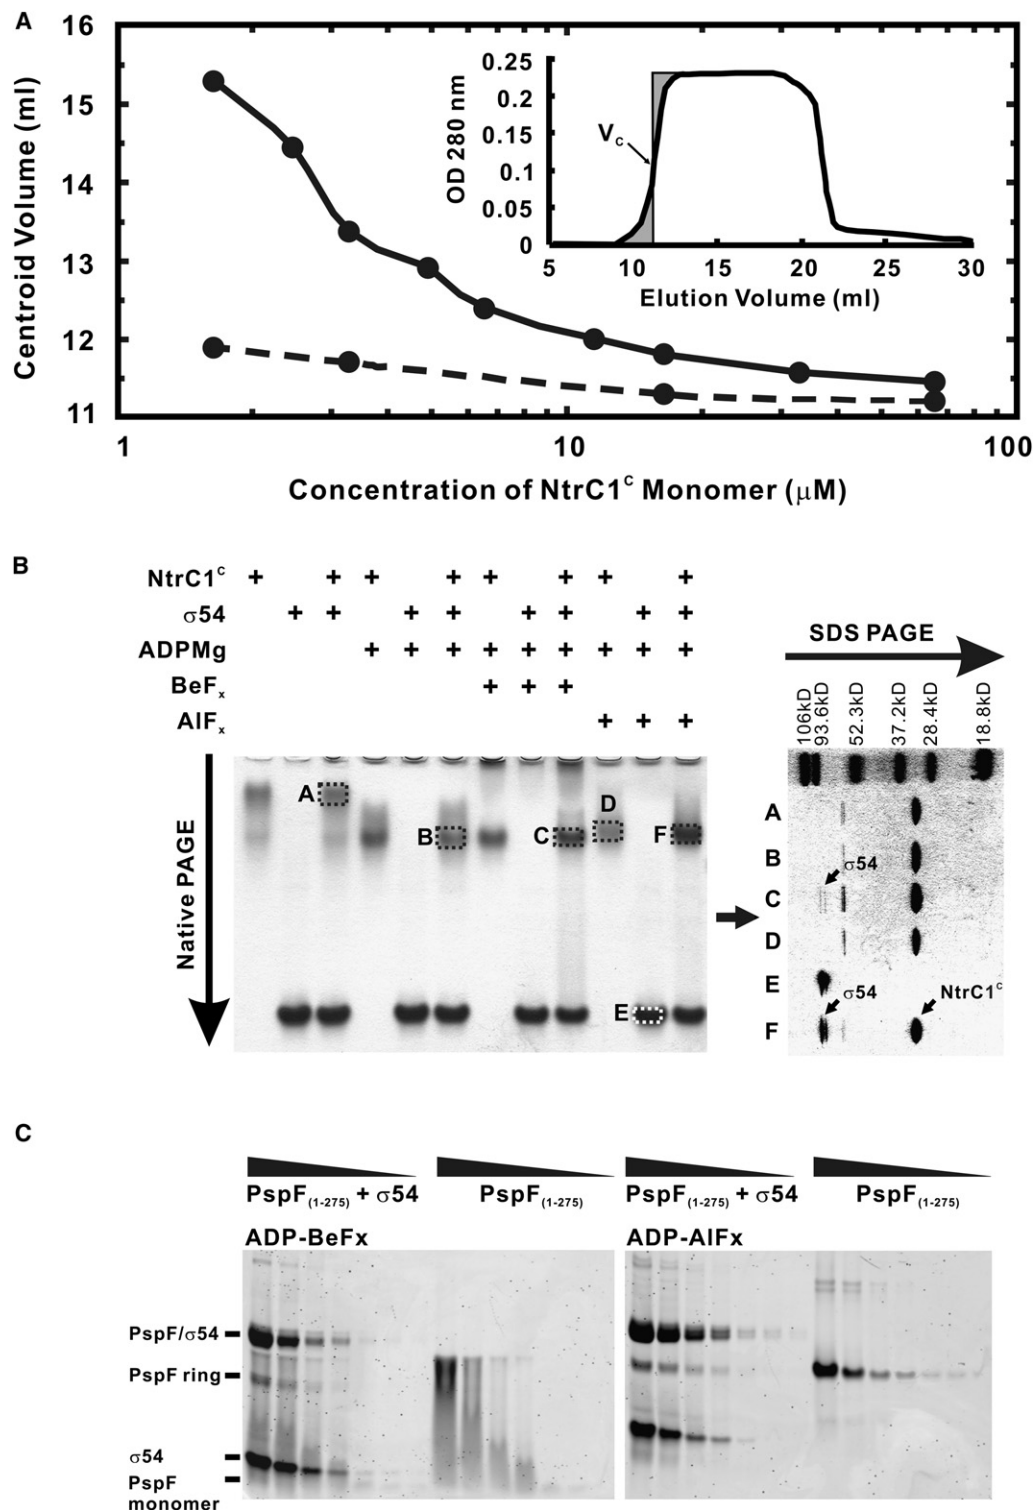 A
Centroid Volume (ml)
16
15
14
13
12
11
1
10
100
Concentration of NtrC1ᶜ Monomer (μM)
OD 280 nm
0.25
0.2
0.15
0.1
0.05
0
V_C
5
10
15
20
25
30
Elution Volume (ml)
B
NtrC1ᶜ + + + + + + +
σ54 + + + + + + + +
ADPMg + + + + + + + + +
BeFₓ + + +
AlFₓ + + +
Native PAGE
A
B
C
D
F
E
SDS PAGE
106kD
93.6kD
52.3kD
37.2kD
28.4kD
18.8kD
A
B
σ54
C
D
E
σ54
NtrC1ᶜ
F
C
PspF(1-275) + σ54
PspF(1-275)
PspF(1-275) + σ54
PspF(1-275)
ADP-BeFx
ADP-AlFx
PspF/σ54
PspF ring
σ54
PspF
monomer